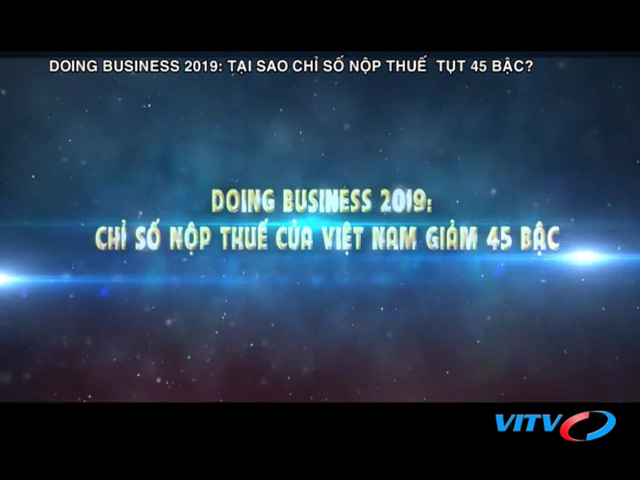 DOING BUSINESS 2019: TẠI SAO CHỈ SỐ NỘP THUẾ TỤT 45 BẬC?
DOING BUSINESS 2019:
CHỈ SỐ NỘP THUẾ CỦA VIỆT NAM GIẢM 45 BẬC
VITV